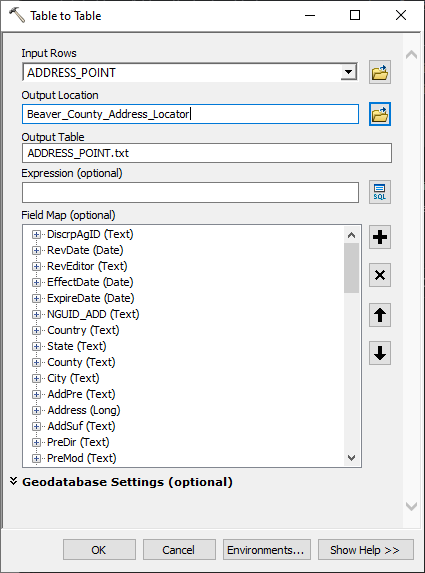 Table to Table
Input Rows
ADDRESS_POINT
Output Location
Beaver_County_Address_Locator
Output Table
ADDRESS_POINT.txt
Expression (optional)
SQL
Field Map (optional)
DiscrpAgID (Text)
RevDate (Date)
RevEditor (Text)
EffectDate (Date)
ExpireDate (Date)
NGUID_ADD (Text)
Country (Text)
State (Text)
County (Text)
City (Text)
AddPre (Text)
Address (Long)
AddSuf (Text)
PreDir (Text)
PreMod (Text)
Geodatabase Settings (optional)
OK Cancel Environments... Show Help >>